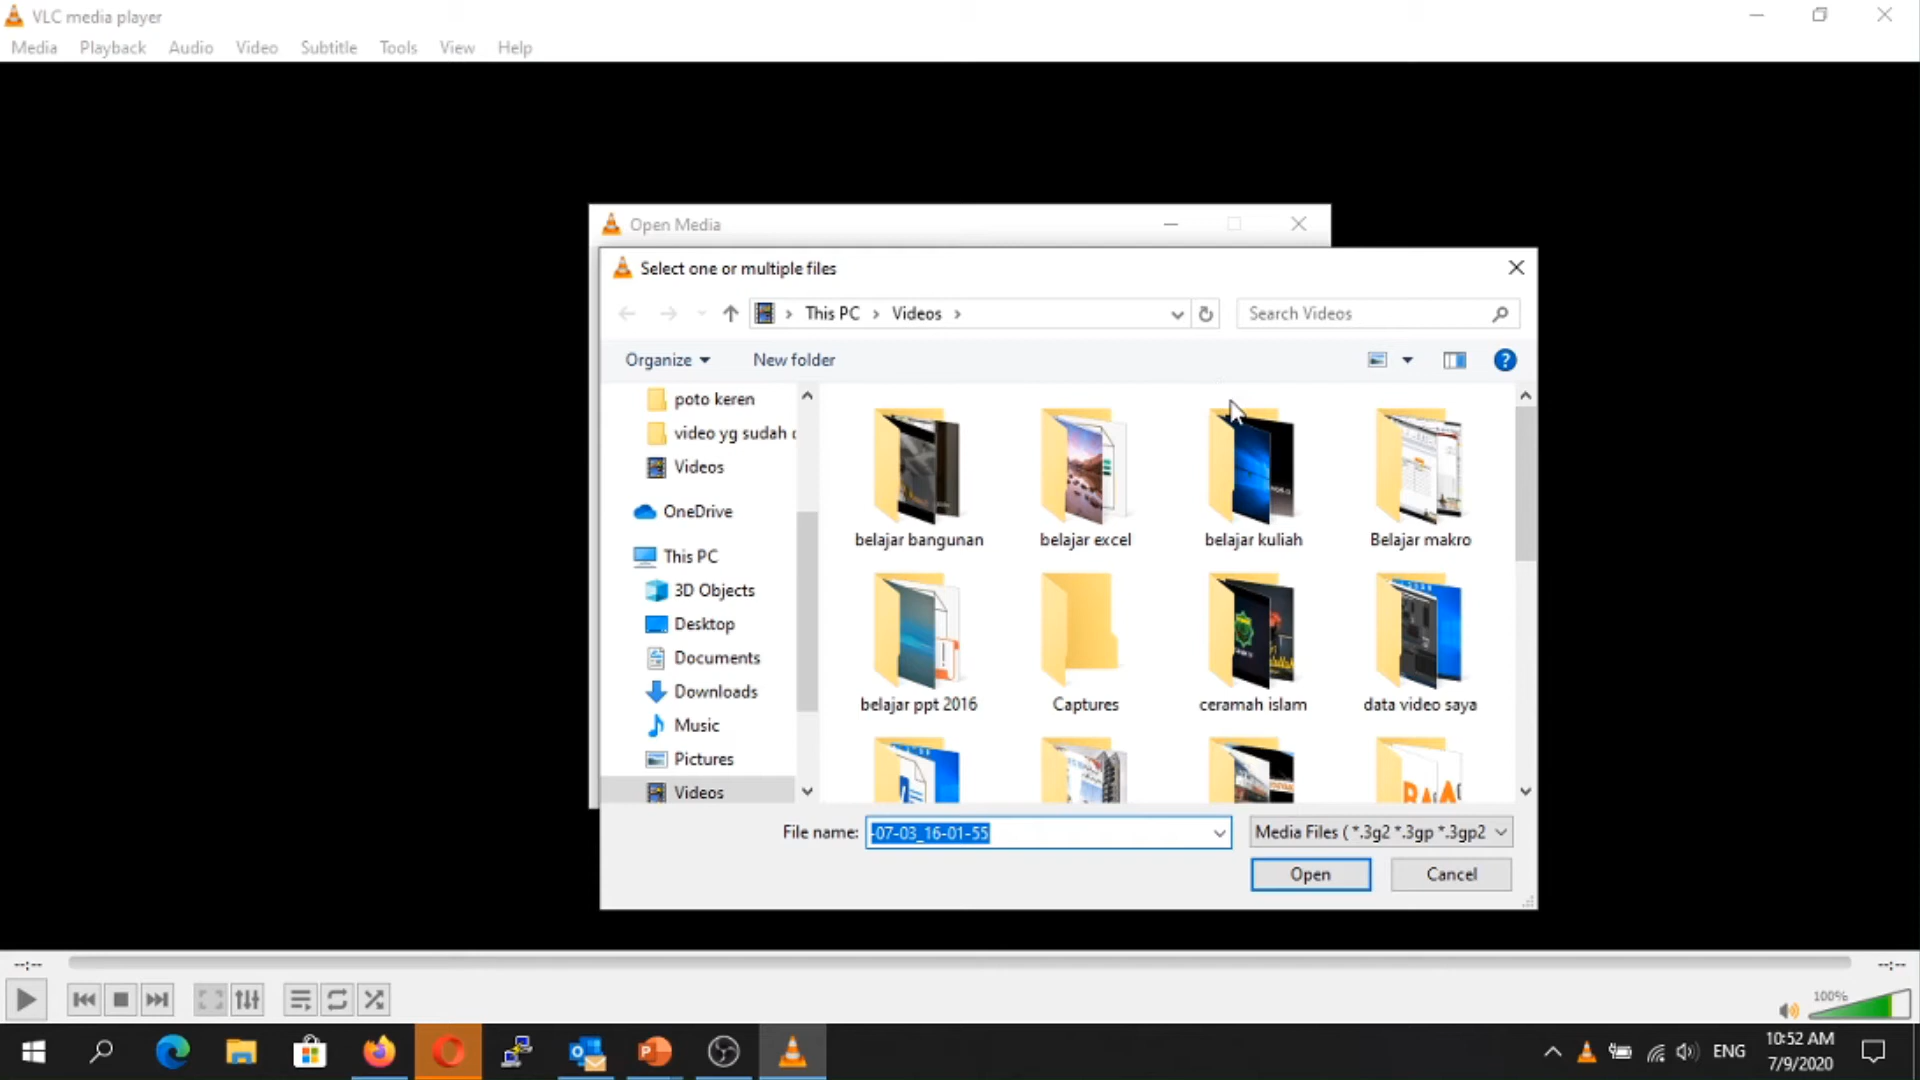 VLC media player
Media Playback Audio Video Subtitle Tools View Help
Open Media
Select one or multiple files
This PC Videos
Search Videos
Organize New folder
poto keren
video yg sudah
Videos
OneDrive
This PC
3D Objects
Desktop
Documents
Downloads
Music
Pictures
Videos
belajar bangunan belajar excel belajar kuliah Belajar makro
belajar ppt 2016 Captures ceramah islam data video saya
File name: -07-03_16-01-55 Media Files ( *.3g2 *.3gp *.3gp2
Open Cancel
--:-- --:--
100%
ENG
10:52 AM
7/9/2020